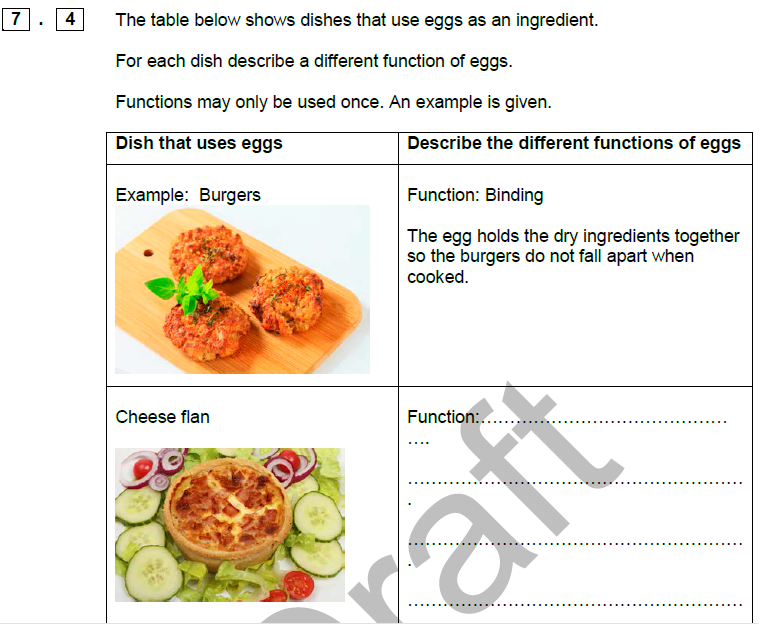 7 . 4 The table below shows dishes that use eggs as an ingredient.
For each dish describe a different function of eggs.
Functions may only be used once. An example is given.
Dish that uses eggs
Describe the different functions of eggs
Example: Burgers
Function: Binding
The egg holds the dry ingredients together
so the burgers do not fall apart when
cooked.
Cheese flan
Function:..........................................
....
.............................................................
.
.............................................................
.
.............................................................
raft